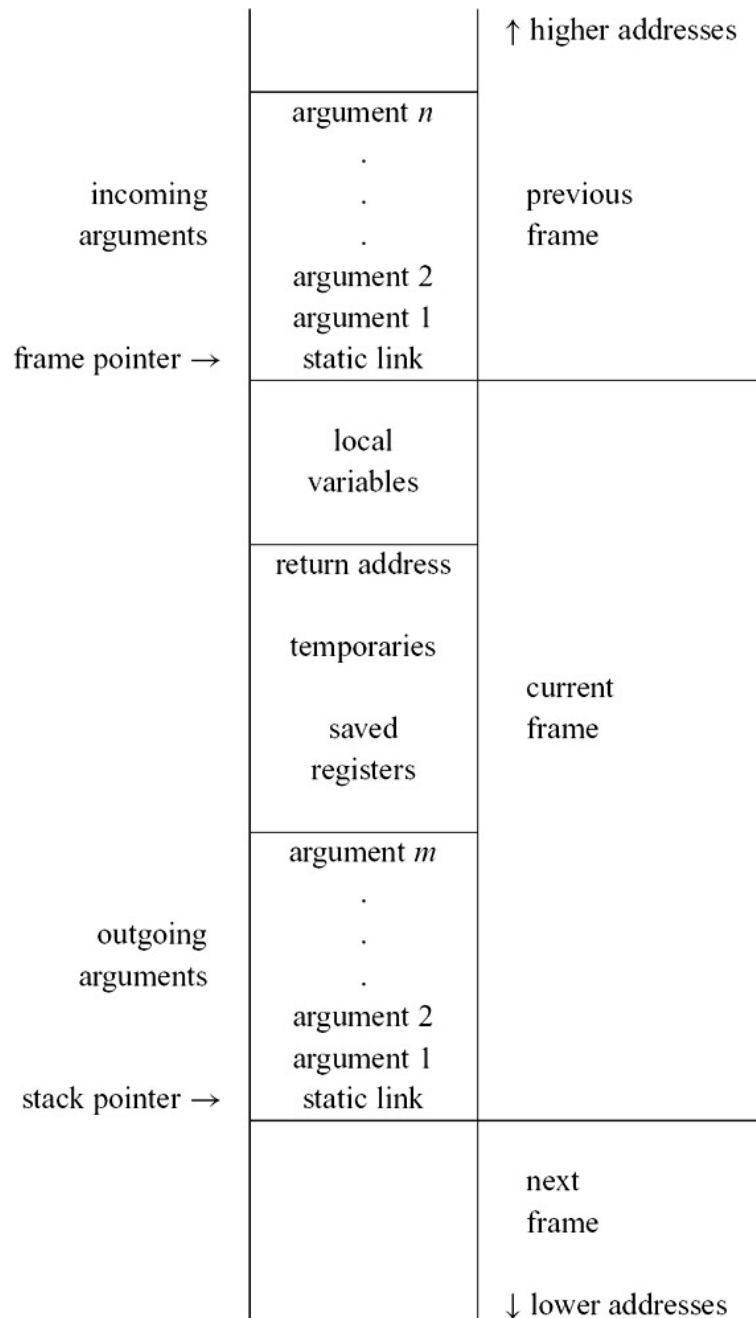 ↑ higher addresses
argument n
.
incoming . previous
arguments . frame
argument 2
argument 1
frame pointer → static link
local
variables
return address
temporaries
current
saved frame
registers
argument m
.
outgoing .
arguments .
argument 2
argument 1
stack pointer → static link
next
frame
↓ lower addresses